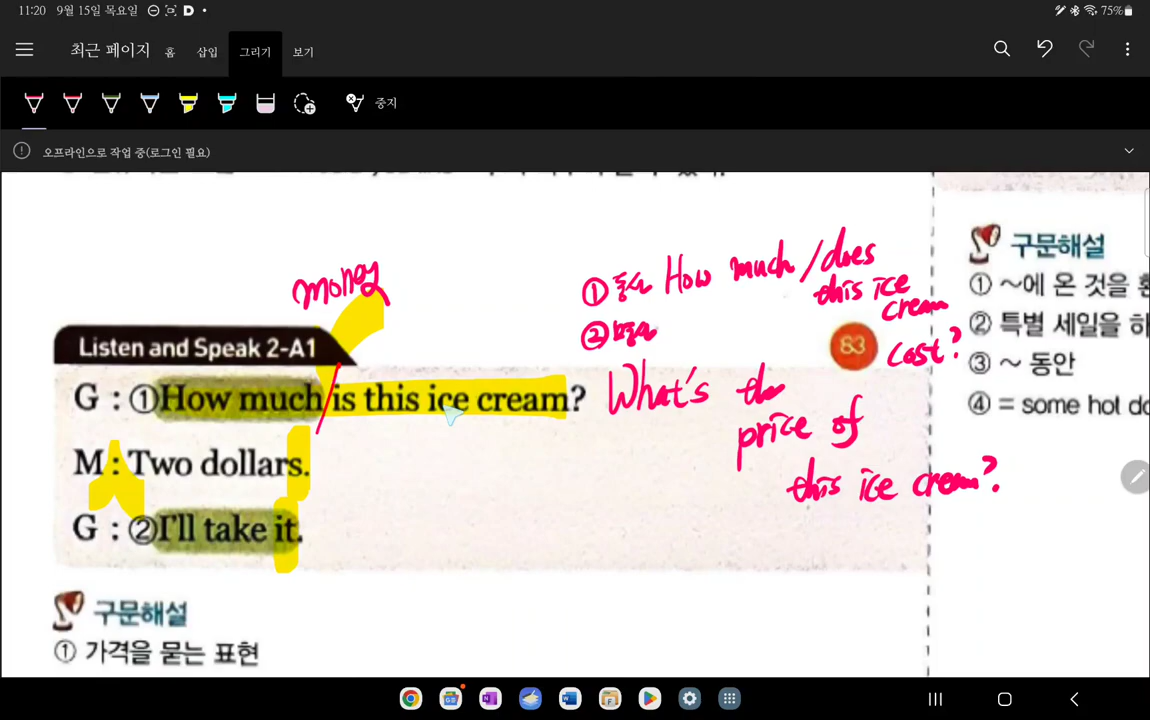 11:20 9월 15일 목요일 D 75%
최근 페이지 홈 삽입 그리기 보기
중지
오프라인으로 작업 중(로그인 필요)
money
① 동사 How much / does this ice cream cost?
② 명사 What's the price of this ice cream?
Listen and Speak 2-A1
83
G : ①How much is this ice cream?
M : Two dollars.
G : ②I'll take it.
구문해설
① 가격을 묻는 표현
구문해설
① ~에 온 것을 환
② 특별 세일을 하
③ ~ 동안
④ = some hot do